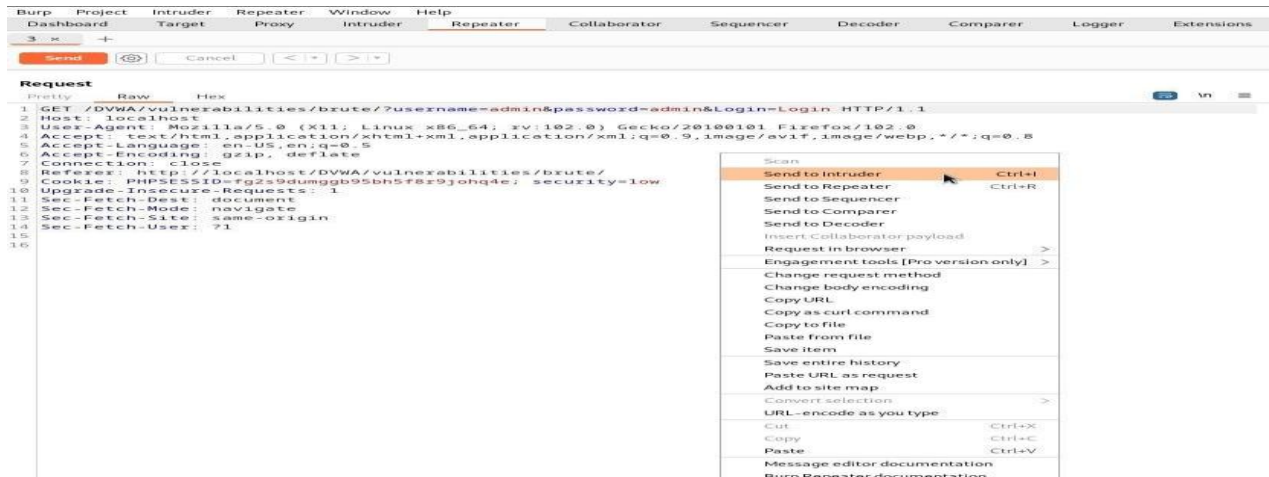 Burp Project Intruder Repeater Window Help
Dashboard Target Proxy Intruder Repeater Collaborator Sequencer Decoder Comparer Logger Extensions
3 × +
Send Cancel < >
Request
Pretty Raw Hex \n
1 GET /DVWA/vulnerabilities/brute/?username=admin&password=admin&Login=Login HTTP/1.1
2 Host: localhost
3 User-Agent: Mozilla/5.0 (X11; Linux x86_64; rv:102.0) Gecko/20100101 Firefox/102.0
4 Accept: text/html,application/xhtml+xml,application/xml;q=0.9,image/avif,image/webp,*/*;q=0.8
5 Accept-Language: en-US,en;q=0.5
6 Accept-Encoding: gzip, deflate
7 Connection: close
8 Referer: http://localhost/DVWA/vulnerabilities/brute/
9 Cookie: PHPSESSID=fg2s9dumggb95bh5f8r9johq4e; security=low
10 Upgrade-Insecure-Requests: 1
11 Sec-Fetch-Dest: document
12 Sec-Fetch-Mode: navigate
13 Sec-Fetch-Site: same-origin
14 Sec-Fetch-User: ?1
15
16
Scan
Send to Intruder Ctrl+I
Send to Repeater Ctrl+R
Send to Sequencer
Send to Comparer
Send to Decoder
Insert Collaborator payload
Request in browser >
Engagement tools [Pro version only] >
Change request method
Change body encoding
Copy URL
Copy as curl command
Copy to file
Paste from file
Save item
Save entire history
Paste URL as request
Add to site map
Convert selection >
URL-encode as you type
Cut Ctrl+X
Copy Ctrl+C
Paste Ctrl+V
Message editor documentation
Burp Repeater documentation